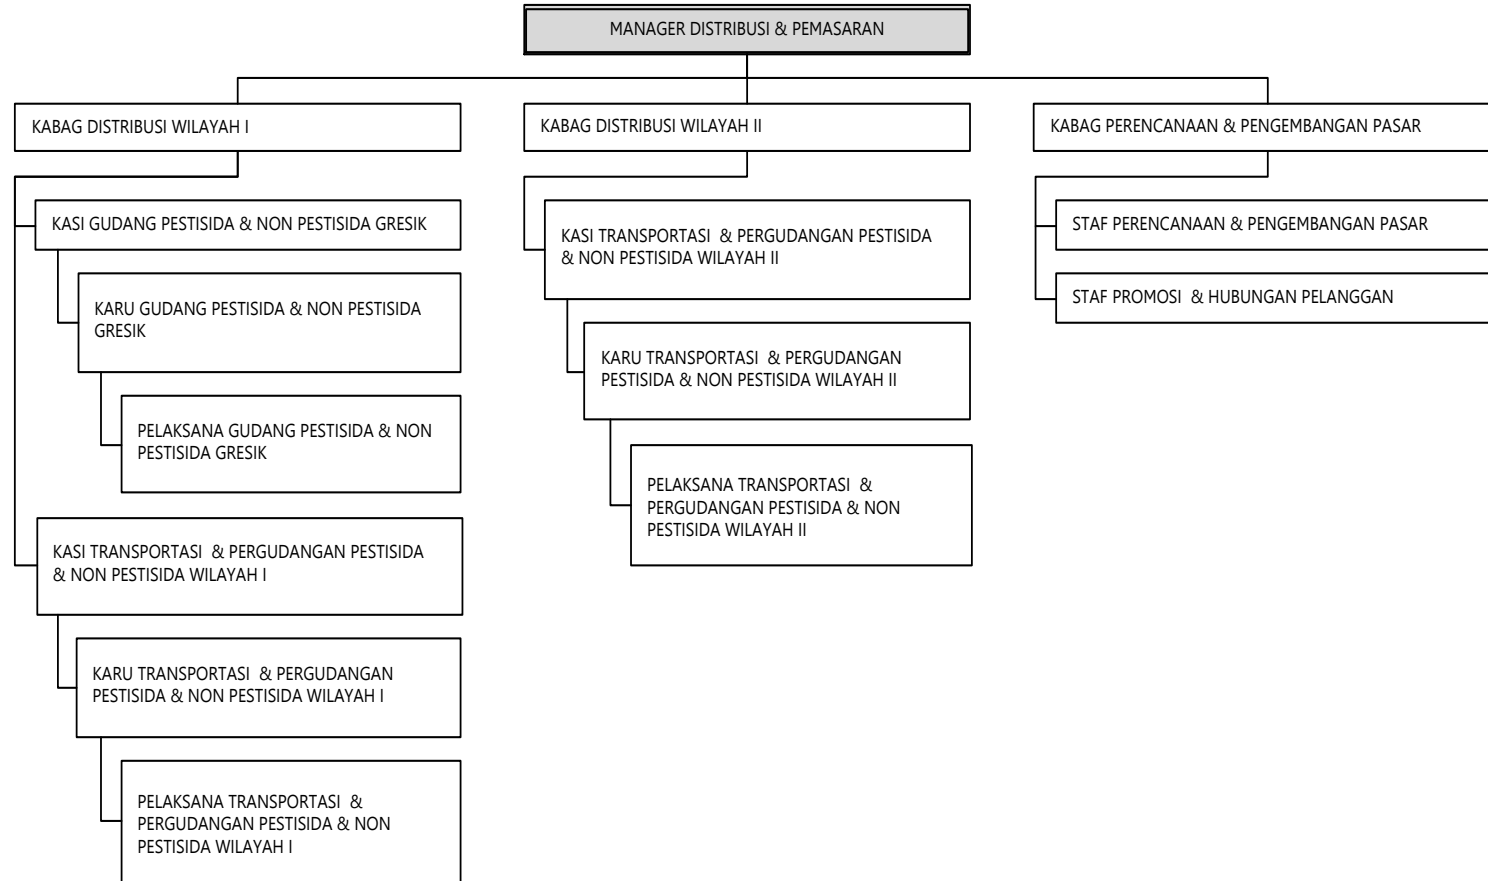 MANAGER DISTRIBUSI & PEMASARAN
KABAG DISTRIBUSI WILAYAH I
KASI GUDANG PESTISIDA & NON PESTISIDA GRESIK
KARU GUDANG PESTISIDA & NON PESTISIDA
GRESIK
PELAKSANA GUDANG PESTISIDA & NON
PESTISIDA GRESIK
KASI TRANSPORTASI & PERGUDANGAN PESTISIDA
& NON PESTISIDA WILAYAH I
KARU TRANSPORTASI & PERGUDANGAN
PESTISIDA & NON PESTISIDA WILAYAH I
PELAKSANA TRANSPORTASI &
PERGUDANGAN PESTISIDA & NON
PESTISIDA WILAYAH I
KABAG DISTRIBUSI WILAYAH II
KASI TRANSPORTASI & PERGUDANGAN PESTISIDA
& NON PESTISIDA WILAYAH II
KARU TRANSPORTASI & PERGUDANGAN
PESTISIDA & NON PESTISIDA WILAYAH II
PELAKSANA TRANSPORTASI &
PERGUDANGAN PESTISIDA & NON
PESTISIDA WILAYAH II
KABAG PERENCANAAN & PENGEMBANGAN PASAR
STAF PERENCANAAN & PENGEMBANGAN PASAR
STAF PROMOSI & HUBUNGAN PELANGGAN